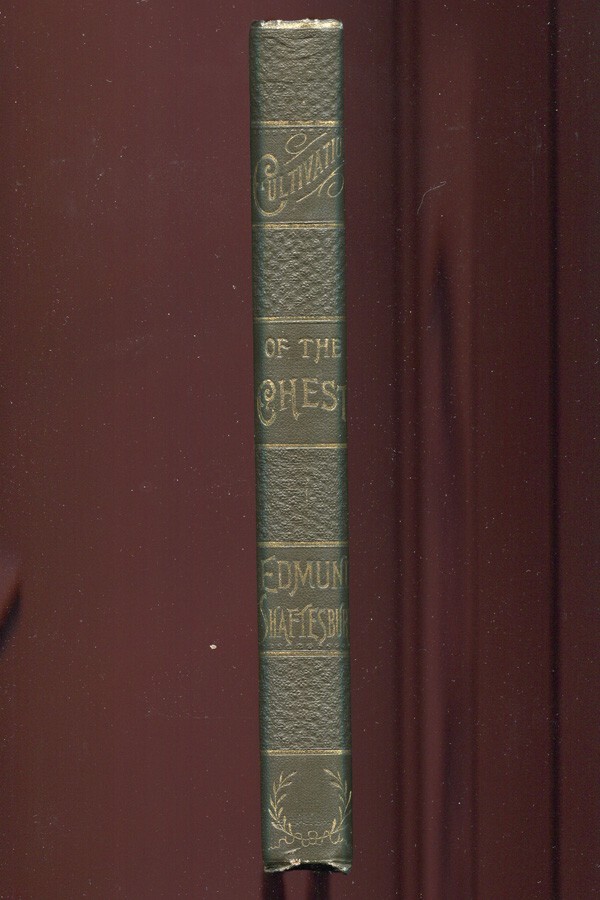 CULTIVATI
OF THE
CHEST
EDMUN
SHAFTESBU